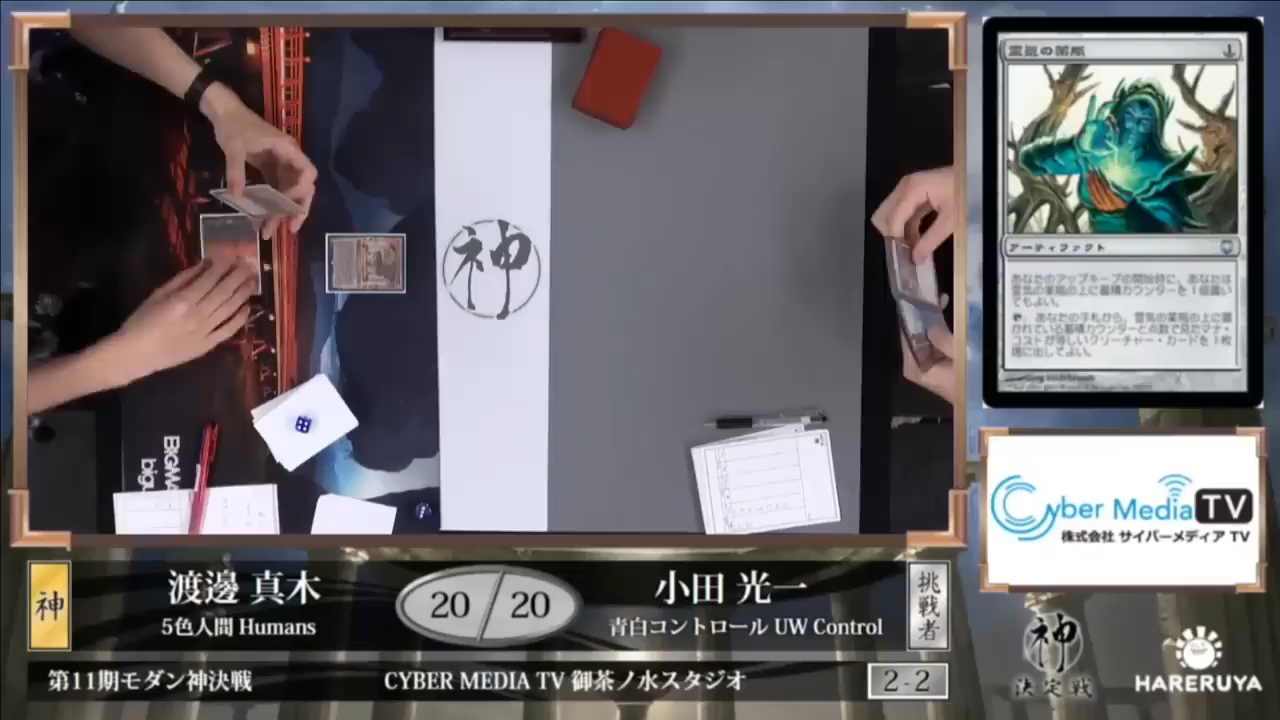 霊気の薬瓶
1
アーティファクト
あなたのアップキープの開始時に、あなたは
霊気の薬瓶の上に蓄積カウンターを1個置い
てもよい。
:あなたの手札から、霊気の薬瓶の上に置
かれている蓄積カウンターと点数で見たマナ・
コストが等しいクリーチャー・カードを1枚
場に出してよい。
神
BIGMA
Cyber Media TV
株式会社 サイバーメディア TV
神
渡邊 真木
5色人間 Humans
20 / 20
小田 光一
青白コントロール UW Control
挑戦者
第11期モダン神決戦
CYBER MEDIA TV 御茶ノ水スタジオ
2-2
神
決定戦
HARERUYA